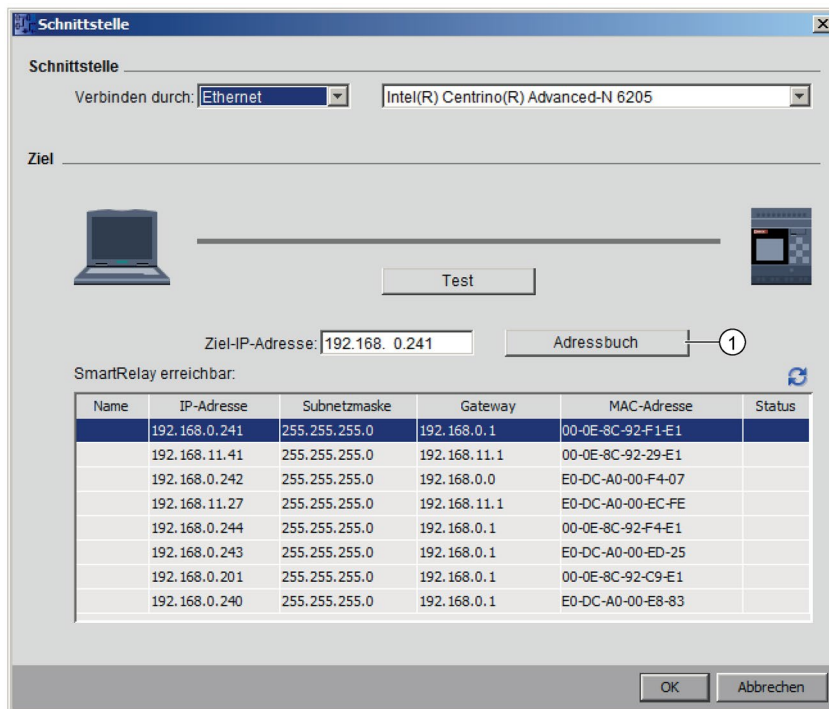 Schnittstelle
Schnittstelle
Verbinden durch: Ethernet Intel(R) Centrino(R) Advanced-N 6205
Ziel
Test
Ziel-IP-Adresse: 192.168. 0.241 Adressbuch 1
SmartRelay erreichbar:
Name IP-Adresse Subnetzmaske Gateway MAC-Adresse Status
192.168.0.241 255.255.255.0 192.168.0.1 00-0E-8C-92-F1-E1
192.168.11.41 255.255.255.0 192.168.11.1 00-0E-8C-92-29-E1
192.168.0.242 255.255.255.0 192.168.0.0 E0-DC-A0-00-F4-07
192.168.11.27 255.255.255.0 192.168.11.1 E0-DC-A0-00-EC-FE
192.168.0.244 255.255.255.0 192.168.0.1 00-0E-8C-92-F4-E1
192.168.0.243 255.255.255.0 192.168.0.1 E0-DC-A0-00-ED-25
192.168.0.201 255.255.255.0 192.168.0.1 00-0E-8C-92-C9-E1
192.168.0.240 255.255.255.0 192.168.0.1 E0-DC-A0-00-E8-83
OK Abbrechen